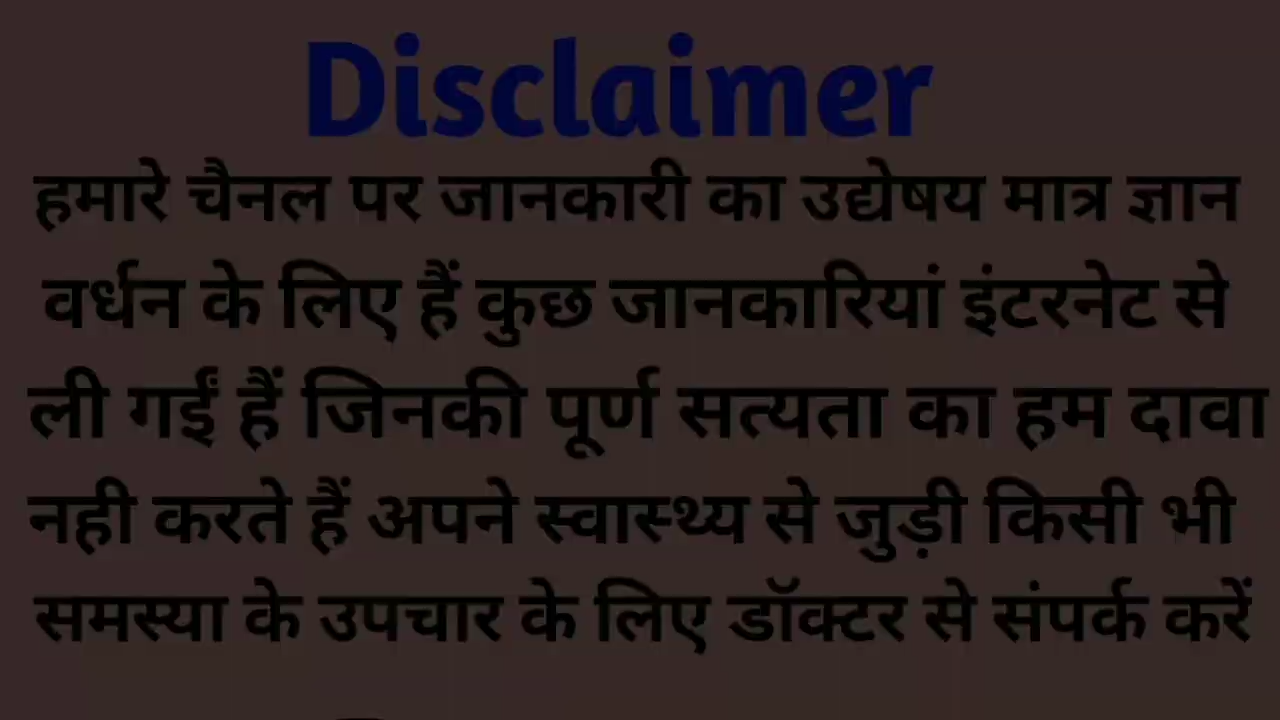 Disclaimer
हमारे चैनल पर जानकारी का उद्येषय मात्र ज्ञान
वर्धन के लिए हैं कुछ जानकारियां इंटरनेट से
ली गईं हैं जिनकी पूर्ण सत्यता का हम दावा
नही करते हैं अपने स्वास्थ्य से जुड़ी किसी भी
समस्या के उपचार के लिए डॉक्टर से संपर्क करें